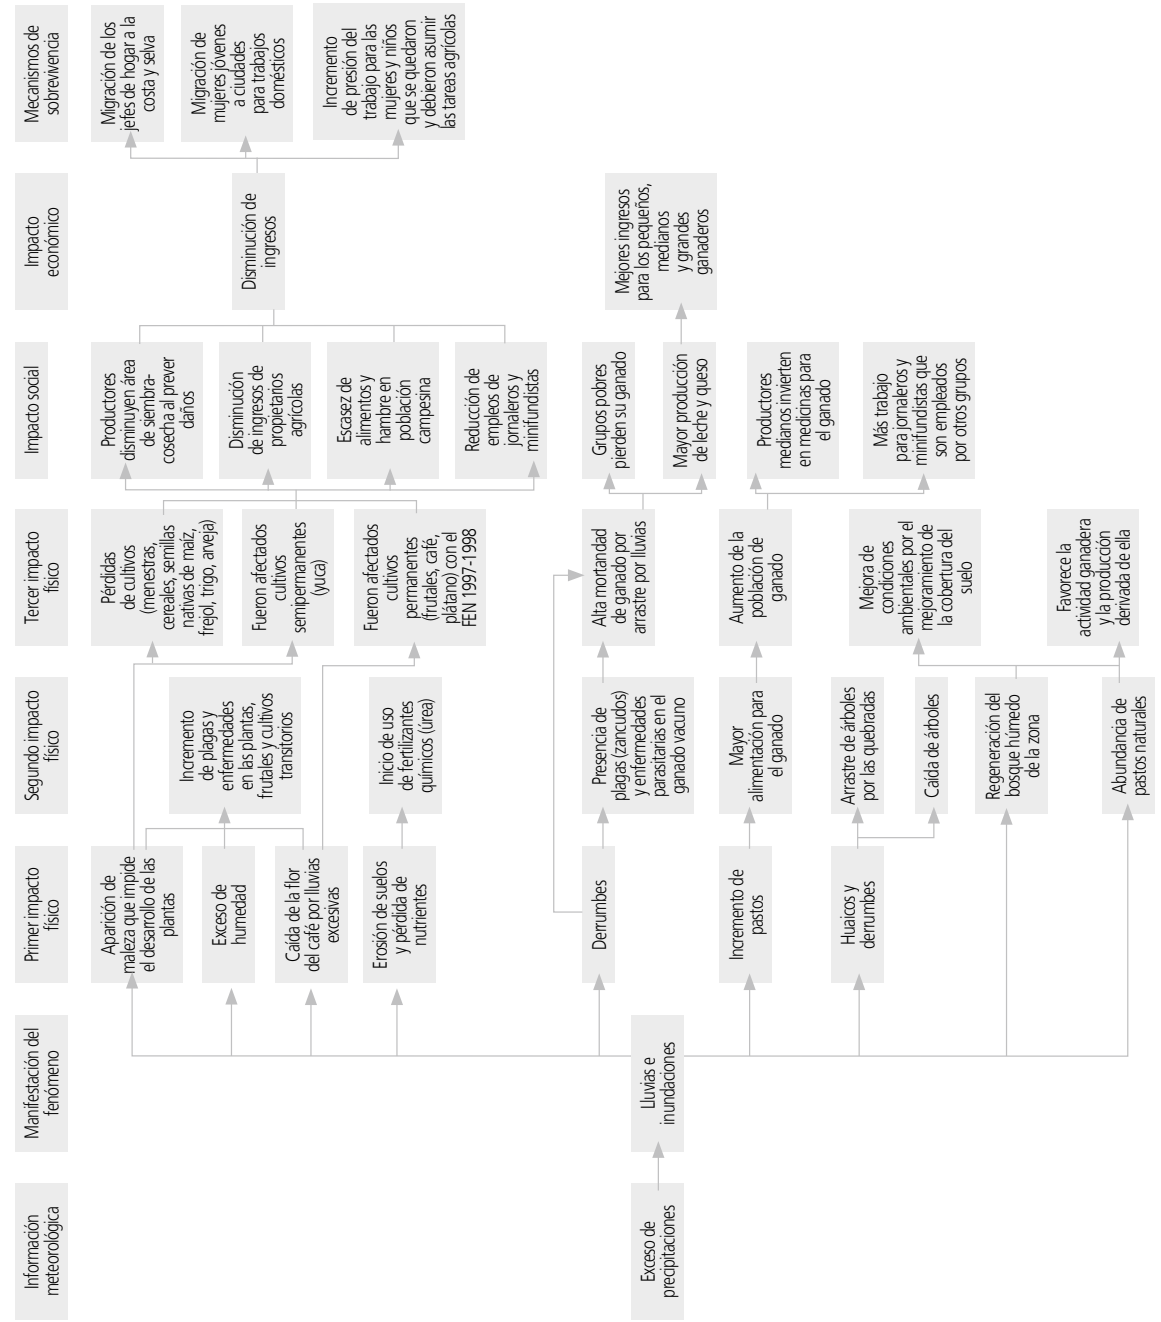 Información
meteorológica
Manifestación del
fenómeno
Primer impacto
físico
Segundo impacto
físico
Tercer impacto
físico
Impacto social
Impacto
económico
Mecanismos de
sobrevivencia
Exceso de
precipitaciones
Lluvias e
inundaciones
Aparición de
maleza que impide
el desarrollo de las
plantas
Exceso de
humedad
Caída de la flor
del café por lluvias
excesivas
Erosión de suelos
y pérdida de
nutrientes
Derrumbes
Incremento de
pastos
Huaicos y
derrumbes
Incremento
de plagas y
enfermedades
en las plantas,
frutales y cultivos
transitorios
Inicio de uso
de fertilizantes
químicos (úrea)
Presencia de
plagas (zancudos)
y enfermedades
parasitarias en el
ganado vacuno
Mayor
alimentación para
el ganado
Arrastre de árboles
por las quebradas
Caída de árboles
Regeneración del
bosque húmedo
de la zona
Abundancia de
pastos naturales
Pérdidas
de cultivos
(menestras,
cereales, semillas
nativas de maíz,
frejol, trigo, arveja)
Fueron afectados
cultivos
semipermanentes
(yuca)
Fueron afectados
cultivos
permanentes
(frutales, café,
plátano) con el
FEN 1997-1998
Alta mortandad
de ganado por
arrastre por lluvias
Aumento de la
población de
ganado
Mejora de
condiciones
ambientales por el
mejoramiento de
la cobertura del
suelo
Favorece la
actividad ganadera
y la producción
derivada de ella
Productores
disminuyen área
de siembra-
cosecha al prever
daños
Disminución
de ingresos de
propietarios
agrícolas
Escasez de
alimentos y
hambre en
población
campesina
Reducción de
empleos de
jornaleros y
minifundistas
Grupos pobres
pierden su ganado
Mayor producción
de leche y queso
Productores
medianos invierten
en medicinas para
el ganado
Más trabajo
para jornaleros y
minifundistas que
son empleados
por otros grupos
Disminución de
ingresos
Mejores ingresos
para los pequeños,
medianos
y grandes
ganaderos
Migración de los
jefes de hogar a la
costa y selva
Migración de
mujeres jóvenes
a ciudades
para trabajos
domésticos
Incremento
de presión del
trabajo para las
mujeres y niños
que se quedaron
y debieron asumir
las tareas agrícolas